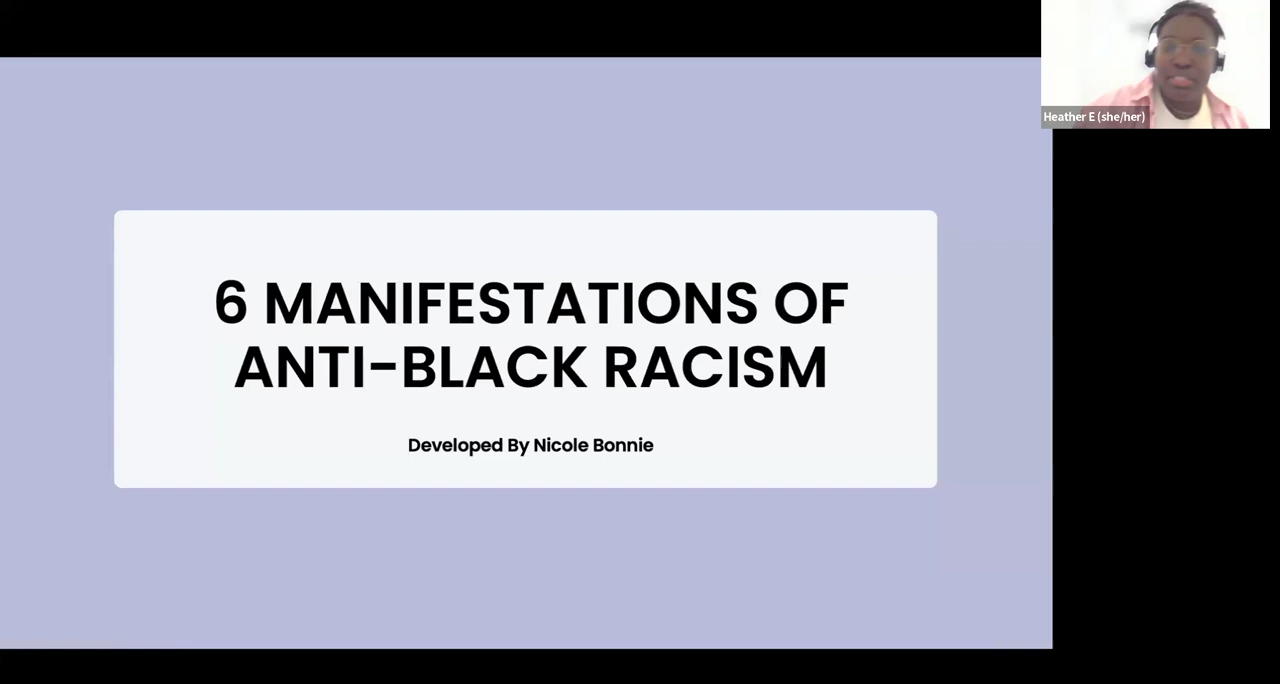 6 MANIFESTATIONS OF
ANTI-BLACK RACISM
Developed By Nicole Bonnie
Heather E (she/her)